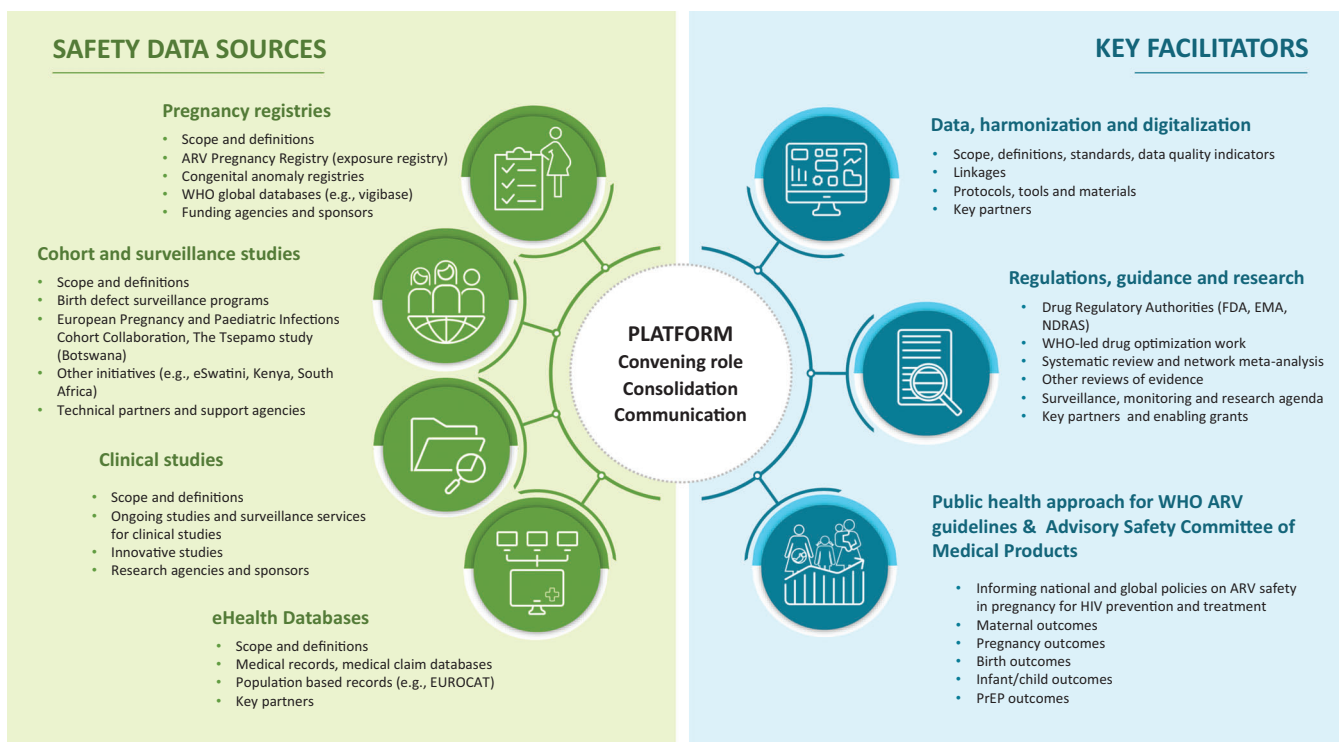 SAFETY DATA SOURCES
Pregnancy registries
• Scope and definitions
• ARV Pregnancy Registry (exposure registry)
• Congenital anomaly registries
• WHO global databases (e.g., vigibase)
• Funding agencies and sponsors
Cohort and surveillance studies
• Scope and definitions
• Birth defect surveillance programs
• European Pregnancy and Paediatric Infections
Cohort Collaboration, The Tsepamo study
(Botswana)
• Other initiatives (e.g., eSwatini, Kenya, South
Africa)
• Technical partners and support agencies
Clinical studies
• Scope and definitions
• Ongoing studies and surveillance services
for clinical studies
• Innovative studies
• Research agencies and sponsors
eHealth Databases
• Scope and definitions
• Medical records, medical claim databases
• Population based records (e.g., EUROCAT)
• Key partners
PLATFORM
Convening role
Consolidation
Communication
KEY FACILITATORS
Data, harmonization and digitalization
• Scope, definitions, standards, data quality indicators
• Linkages
• Protocols, tools and materials
• Key partners
Regulations, guidance and research
• Drug Regulatory Authorities (FDA, EMA,
NDRAS)
• WHO-led drug optimization work
• Systematic review and network meta-analysis
• Other reviews of evidence
• Surveillance, monitoring and research agenda
• Key partners and enabling grants
Public health approach for WHO ARV
guidelines & Advisory Safety Committee of
Medical Products
• Informing national and global policies on ARV safety
in pregnancy for HIV prevention and treatment
• Maternal outcomes
• Pregnancy outcomes
• Birth outcomes
• Infant/child outcomes
• PrEP outcomes